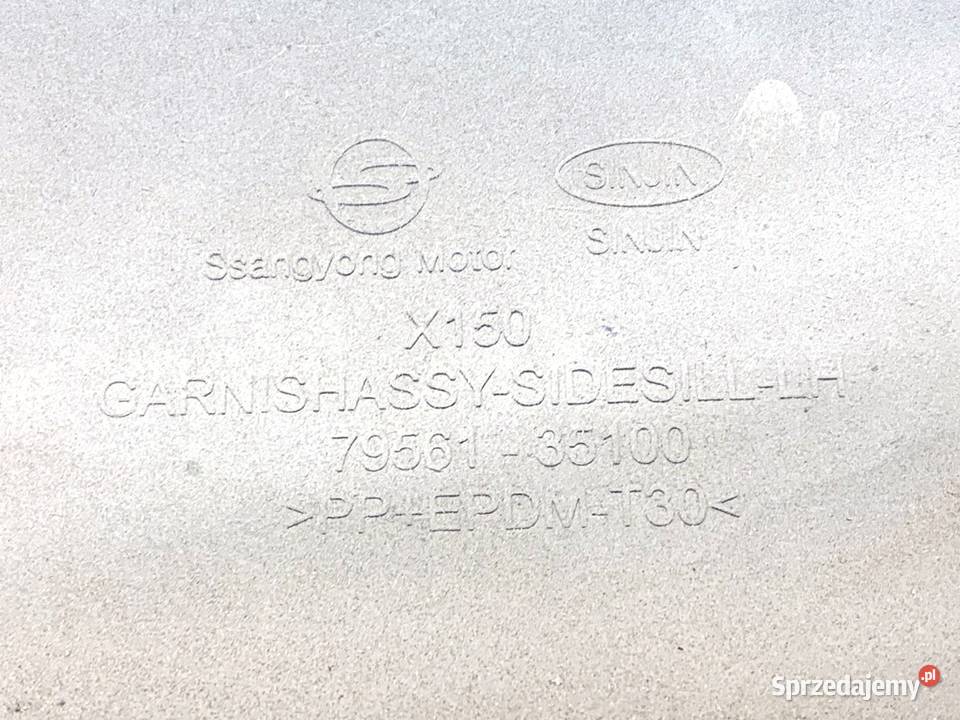 SINJIN
Ssangyong Motor
SINJIN
X150
GARNISHASSY-SIDESILL-LH
79561-35100
>PP+EPDM-T30<
Sprzedajemy.pl